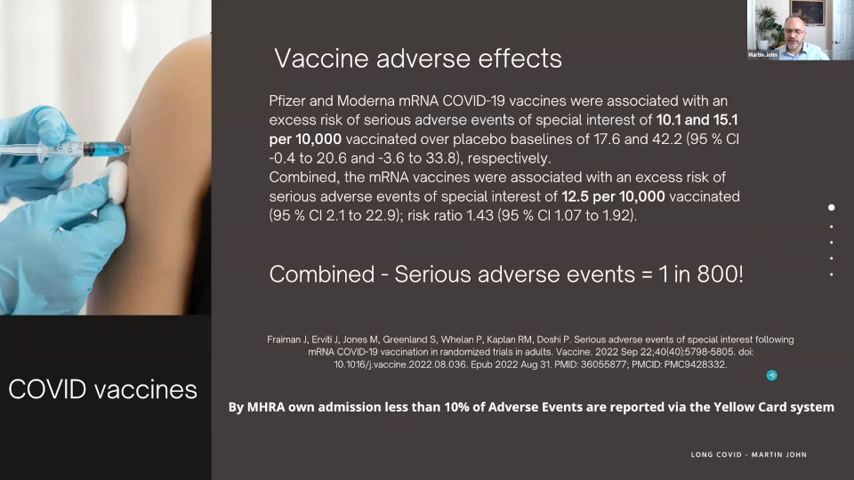 Martin John
Vaccine adverse effects
Pfizer and Moderna mRNA COVID-19 vaccines were associated with an
excess risk of serious adverse events of special interest of 10.1 and 15.1
per 10,000 vaccinated over placebo baselines of 17.6 and 42.2 (95 % CI
-0.4 to 20.6 and -3.6 to 33.8), respectively.
Combined, the mRNA vaccines were associated with an excess risk of
serious adverse events of special interest of 12.5 per 10,000 vaccinated
(95 % CI 2.1 to 22.9); risk ratio 1.43 (95 % CI 1.07 to 1.92).
Combined - Serious adverse events = 1 in 800!
Fraiman J, Erviti J, Jones M, Greenland S, Whelan P, Kaplan RM, Doshi P. Serious adverse events of special interest following
mRNA COVID-19 vaccination in randomized trials in adults. Vaccine. 2022 Sep 22;40(40):5798-5805. doi:
10.1016/j.vaccine.2022.08.036. Epub 2022 Aug 31. PMID: 36055877; PMCID: PMC9428332.
COVID vaccines
By MHRA own admission less than 10% of Adverse Events are reported via the Yellow Card system
LONG COVID - MARTIN JOHN